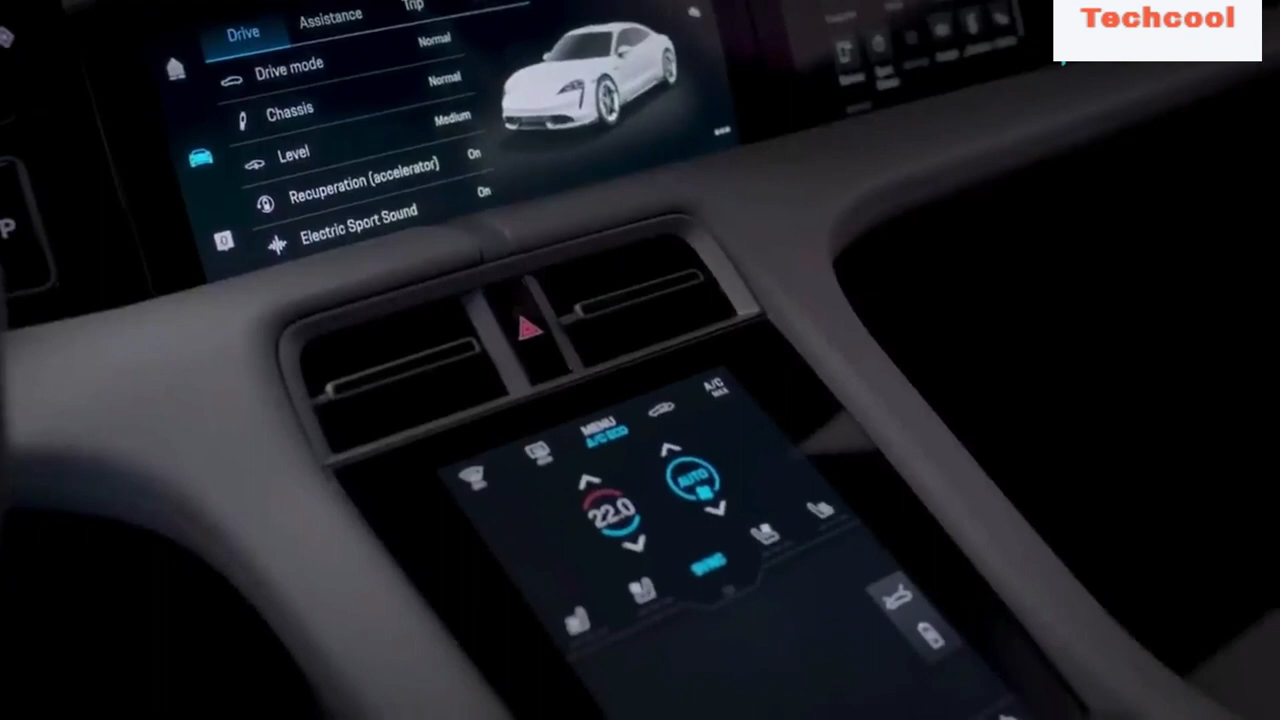 Techcool
Drive Assistance Trip
Drive mode Normal
Chassis Normal
Level Medium
Recuperation (accelerator) On
Electric Sport Sound On
P
0
A/C
MAX
MENU
A/C ECO
AUTO
22.0
SYNC